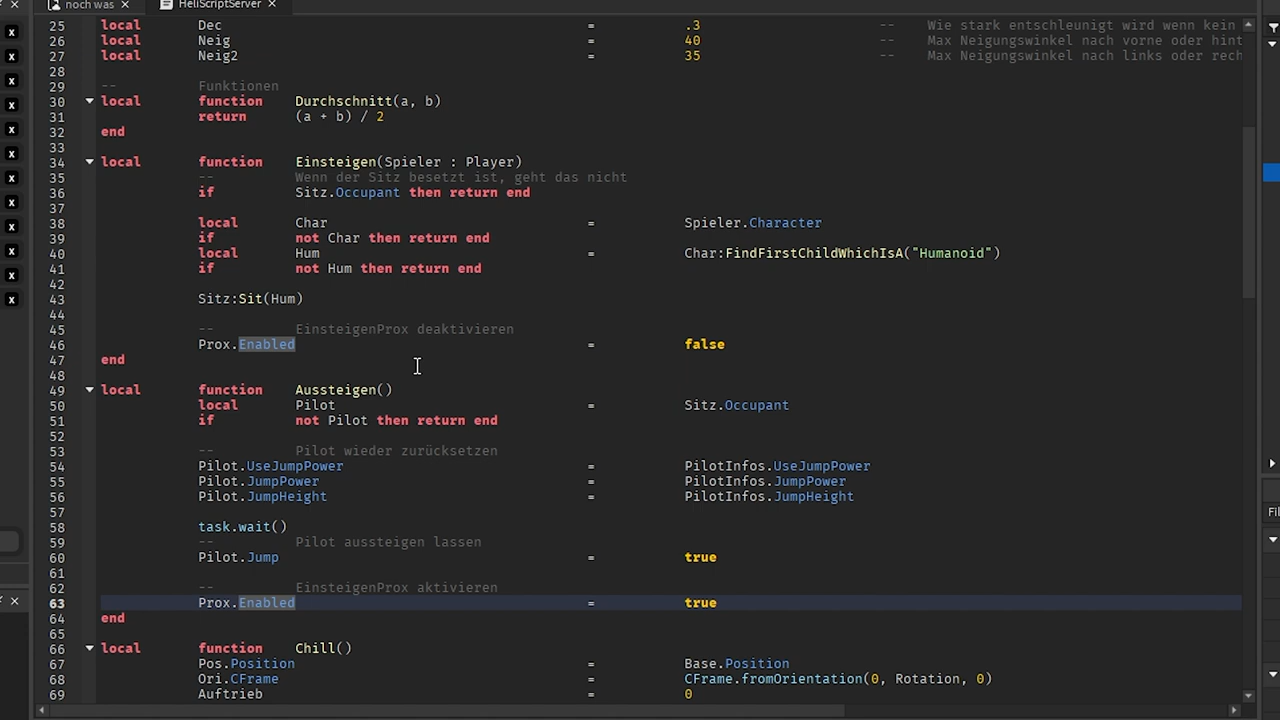 noch was
HeliScriptServer
25 local Dec = .3 -- Wie stark entschleunigt wird wenn kein
26 local Neig = 40 -- Max Neigungswinkel nach vorne oder hint
27 local Neig2 = 35 -- Max Neigungswinkel nach links oder rech
28
29 -- Funktionen
30 local function Durchschnitt(a, b)
31 return (a + b) / 2
32 end
33
34 local function Einsteigen(Spieler : Player)
35 -- Wenn der Sitz besetzt ist, geht das nicht
36 if Sitz.Occupant then return end
37
38 local Char = Spieler.Character
39 if not Char then return end
40 local Hum = Char:FindFirstChildWhichIsA("Humanoid")
41 if not Hum then return end
42
43 Sitz:Sit(Hum)
44
45 -- EinsteigenProx deaktivieren
46 Prox.Enabled = false
47 end
48
49 local function Aussteigen()
50 local Pilot = Sitz.Occupant
51 if not Pilot then return end
52
53 -- Pilot wieder zurücksetzen
54 Pilot.UseJumpPower = PilotInfos.UseJumpPower
55 Pilot.JumpPower = PilotInfos.JumpPower
56 Pilot.JumpHeight = PilotInfos.JumpHeight
57
58 task.wait()
59 -- Pilot aussteigen lassen
60 Pilot.Jump = true
61
62 -- EinsteigenProx aktivieren
63 Prox.Enabled = true
64 end
65
66 local function Chill()
67 Pos.Position = Base.Position
68 Ori.CFrame = CFrame.fromOrientation(0, Rotation, 0)
69 Auftrieb = 0
Fil